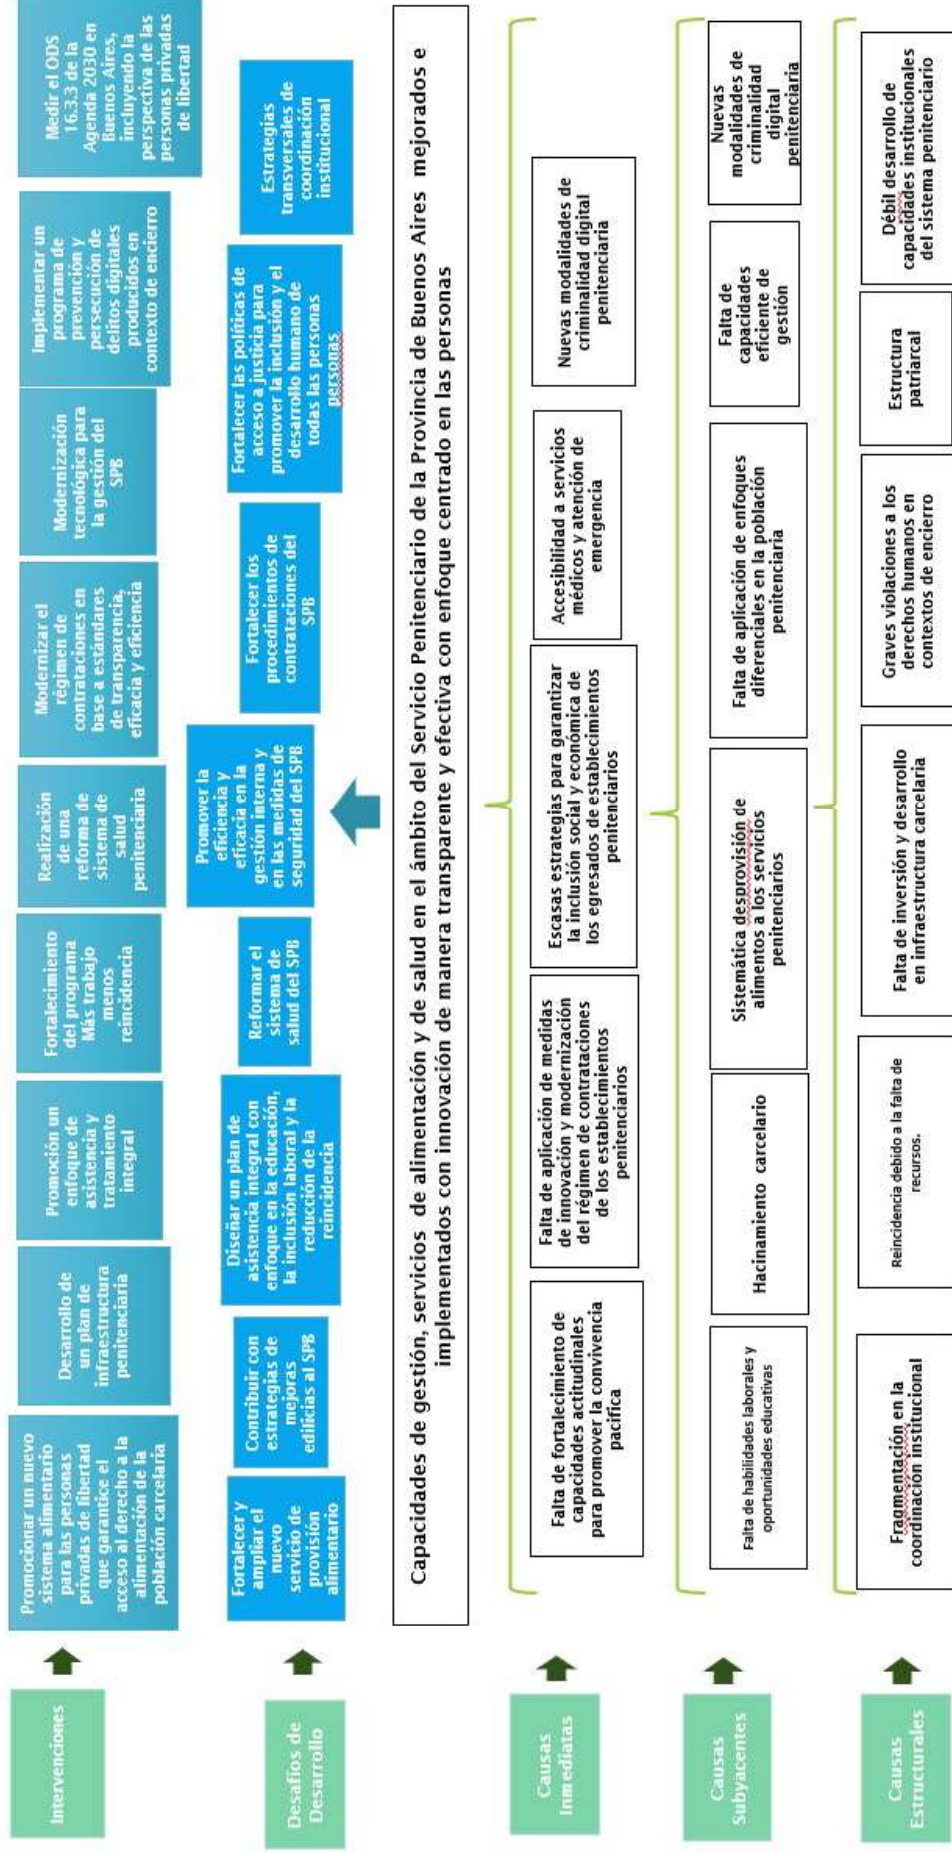 Intervenciones
Promocionar un nuevo
sistema alimentario
para las personas
privadas de libertad
que garantice el
acceso al derecho a la
alimentación de la
población carcelaria
Desarrollo de
un plan de
infraestructura
penitenciaria
Promoción un
enfoque de
asistencia y
tratamiento
integral
Fortalecimiento
del programa
Más trabajo
menos
reincidencia
Realización
de una
reforma de
sistema de
salud
penitenciaria
Modernizar el
régimen de
contrataciones en
base a estándares
de transparencia,
eficacia y eficiencia
Modernización
tecnológica para
la gestión del
SPB
Implementar un
programa de
prevención y
persecución de
delitos digitales
producidos en
contexto de encierro
Medir el ODS
16.3.3 de la
Agenda 2030 en
Buenos Aires,
incluyendo la
perspectiva de las
personas privadas
de libertad
Desafíos de
Desarrollo
Fortalecer y
ampliar el
nuevo
servicio de
provisión
alimentario
Contribuir con
estrategias de
mejoras
edilicias al SPB
Diseñar un plan de
asistencia integral con
enfoque en la educación,
la inclusión laboral y la
reducción de la
reincidencia
Reformar el
sistema de
salud del SPB
Promover la
eficiencia y
eficacia en la
gestión interna y
en las medidas de
seguridad del SPB
Fortalecer los
procedimientos de
contrataciones del
SPB
Fortalecer las políticas de
acceso a justicia para
promover la inclusión y el
desarrollo humano de
todas las personas
personas
Estrategias
transversales de
coordinación
institucional
Capacidades de gestión, servicios de alimentación y de salud en el ámbito del Servicio Penitenciario de la Provincia de Buenos Aires mejorados e
implementados con innovación de manera transparente y efectiva con enfoque centrado en las personas
Causas
Inmediatas
Falta de fortalecimiento de
capacidades actitudinales
para promover la convivencia
pacifica
Falta de aplicación de medidas
de innovación y modernización
del régimen de contrataciones
de los establecimientos
penitenciarios
Escasas estrategias para garantizar
la inclusión social y económica de
los egresados de establecimientos
penitenciarios
Accesibilidad a servicios
médicos y atención de
emergencia
Nuevas modalidades de
criminalidad digital
penitenciaria
Causas
Subyacentes
Falta de habilidades laborales y
oportunidades educativas
Hacinamiento carcelario
Sistemática desprovisión de
alimentos a los servicios
penitenciarios
Falta de aplicación de enfoques
diferenciales en la población
penitenciaria
Falta de
capacidades
eficiente de
gestión
Nuevas
modalidades de
criminalidad
digital
penitenciaria
Causas
Estructurales
Fragmentación en la
coordinación institucional
Reincidencia debido a la falta de
recursos.
Falta de inversión y desarrollo
en infraestructura carcelaria
Graves violaciones a los
derechos humanos en
contextos de encierro
Estructura
patriarcal
Débil desarrollo de
capacidades institucionales
del sistema penitenciario